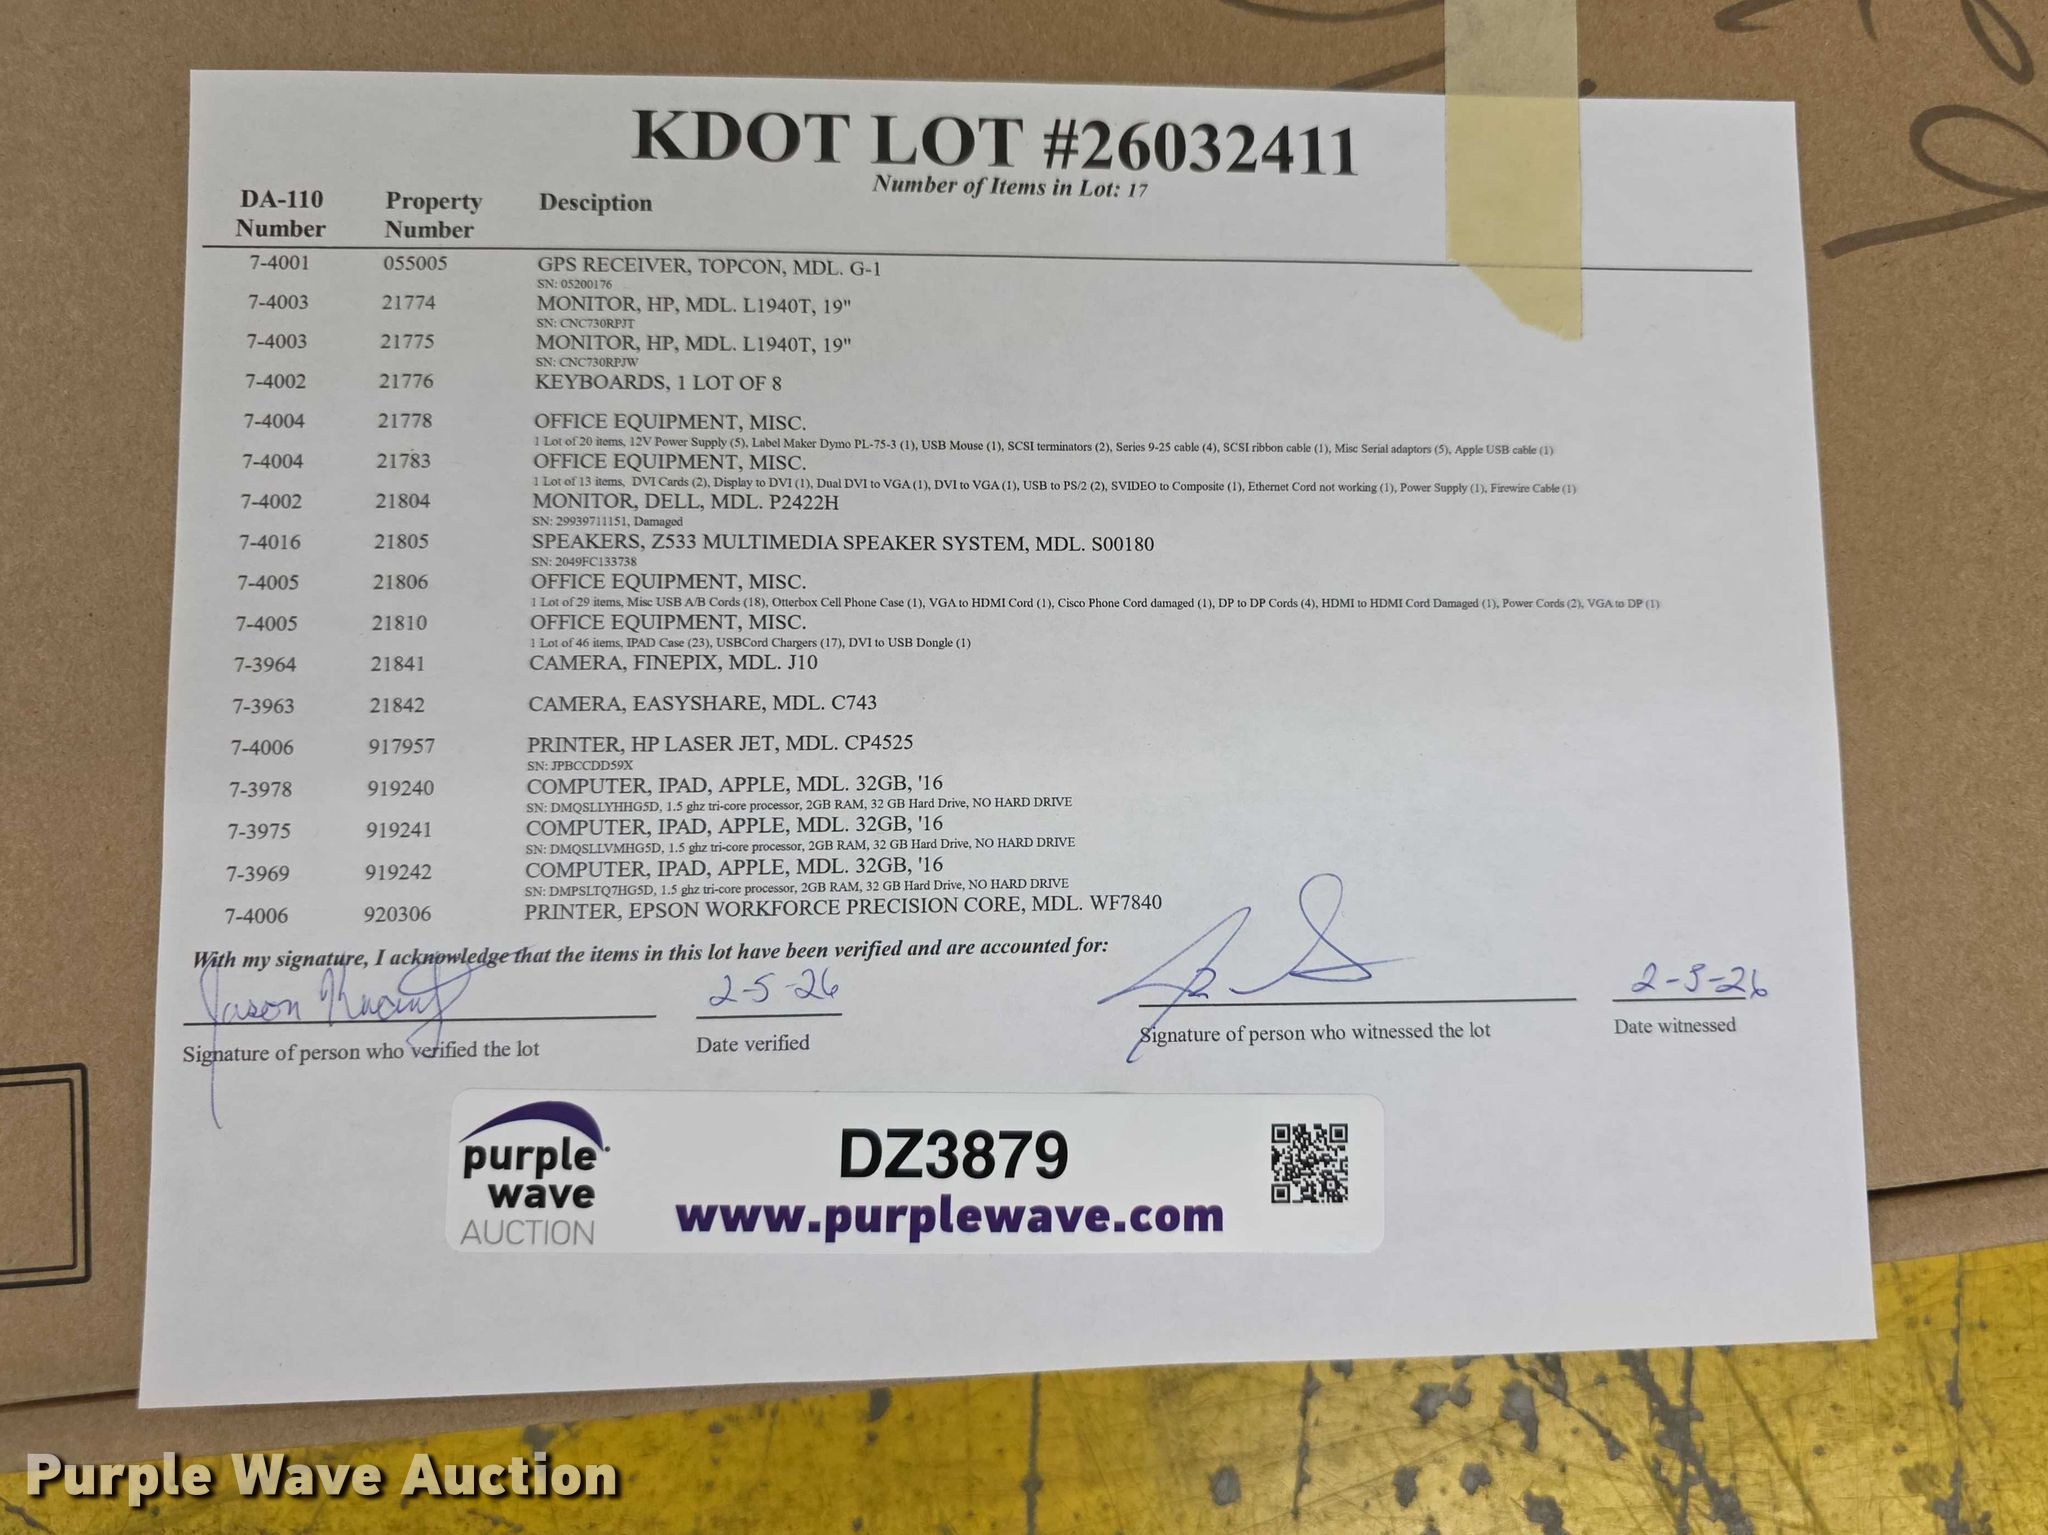 KDOT LOT #26032411
Number of Items in Lot: 17
DA-110 Number Property Number Desciption
7-4001 055005 GPS RECEIVER, TOPCON, MDL. G-1
SN: 05200176
7-4003 21774 MONITOR, HP, MDL. L1940T, 19"
SN: CNC730RPJT
7-4003 21775 MONITOR, HP, MDL. L1940T, 19"
SN: CNC730RPJW
7-4002 21776 KEYBOARDS, 1 LOT OF 8
7-4004 21778 OFFICE EQUIPMENT, MISC.
1 Lot of 20 items, 12V Power Supply (5), Label Maker Dymo PL-75-3 (1), USB Mouse (1), SCSI terminators (2), Series 9-25 cable (4), SCSI ribbon cable (1), Misc Serial adaptors (5), Apple USB cable (1)
7-4004 21783 OFFICE EQUIPMENT, MISC.
1 Lot of 13 items, DVI Cards (2), Display to DVI (1), Dual DVI to VGA (1), DVI to VGA (1), USB to PS/2 (2), SVIDEO to Composite (1), Ethernet Cord not working (1), Power Supply (1), Firewire Cable (1)
7-4002 21804 MONITOR, DELL, MDL. P2422H
SN: 29939711151, Damaged
7-4016 21805 SPEAKERS, Z533 MULTIMEDIA SPEAKER SYSTEM, MDL. S00180
SN: 2049FC133738
7-4005 21806 OFFICE EQUIPMENT, MISC.
1 Lot of 29 items, Misc USB A/B Cords (18), Otterbox Cell Phone Case (1), VGA to HDMI Cord (1), Cisco Phone Cord damaged (1), DP to DP Cords (4), HDMI to HDMI Cord Damaged (1), Power Cords (2), VGA to DP (1)
7-4005 21810 OFFICE EQUIPMENT, MISC.
1 Lot of 46 items, IPAD Case (23), USBCord Chargers (17), DVI to USB Dongle (1)
7-3964 21841 CAMERA, FINEPIX, MDL. J10
7-3963 21842 CAMERA, EASYSHARE, MDL. C743
7-4006 917957 PRINTER, HP LASER JET, MDL. CP4525
SN: JPBCCDD59X
7-3978 919240 COMPUTER, IPAD, APPLE, MDL. 32GB, '16
SN: DMQSLLYHHG5D, 1.5 ghz tri-core processor, 2GB RAM, 32 GB Hard Drive, NO HARD DRIVE
7-3975 919241 COMPUTER, IPAD, APPLE, MDL. 32GB, '16
SN: DMQSLLVMHG5D, 1.5 ghz tri-core processor, 2GB RAM, 32 GB Hard Drive, NO HARD DRIVE
7-3969 919242 COMPUTER, IPAD, APPLE, MDL. 32GB, '16
SN: DMPSLTQ7HG5D, 1.5 ghz tri-core processor, 2GB RAM, 32 GB Hard Drive, NO HARD DRIVE
7-4006 920306 PRINTER, EPSON WORKFORCE PRECISION CORE, MDL. WF7840
With my signature, I acknowledge that the items in this lot have been verified and are accounted for:
Jason 2-5-26 2-5-26
Signature of person who verified the lot Date verified Signature of person who witnessed the lot Date witnessed
purple wave AUCTION
DZ3879
www.purplewave.com
Purple Wave Auction